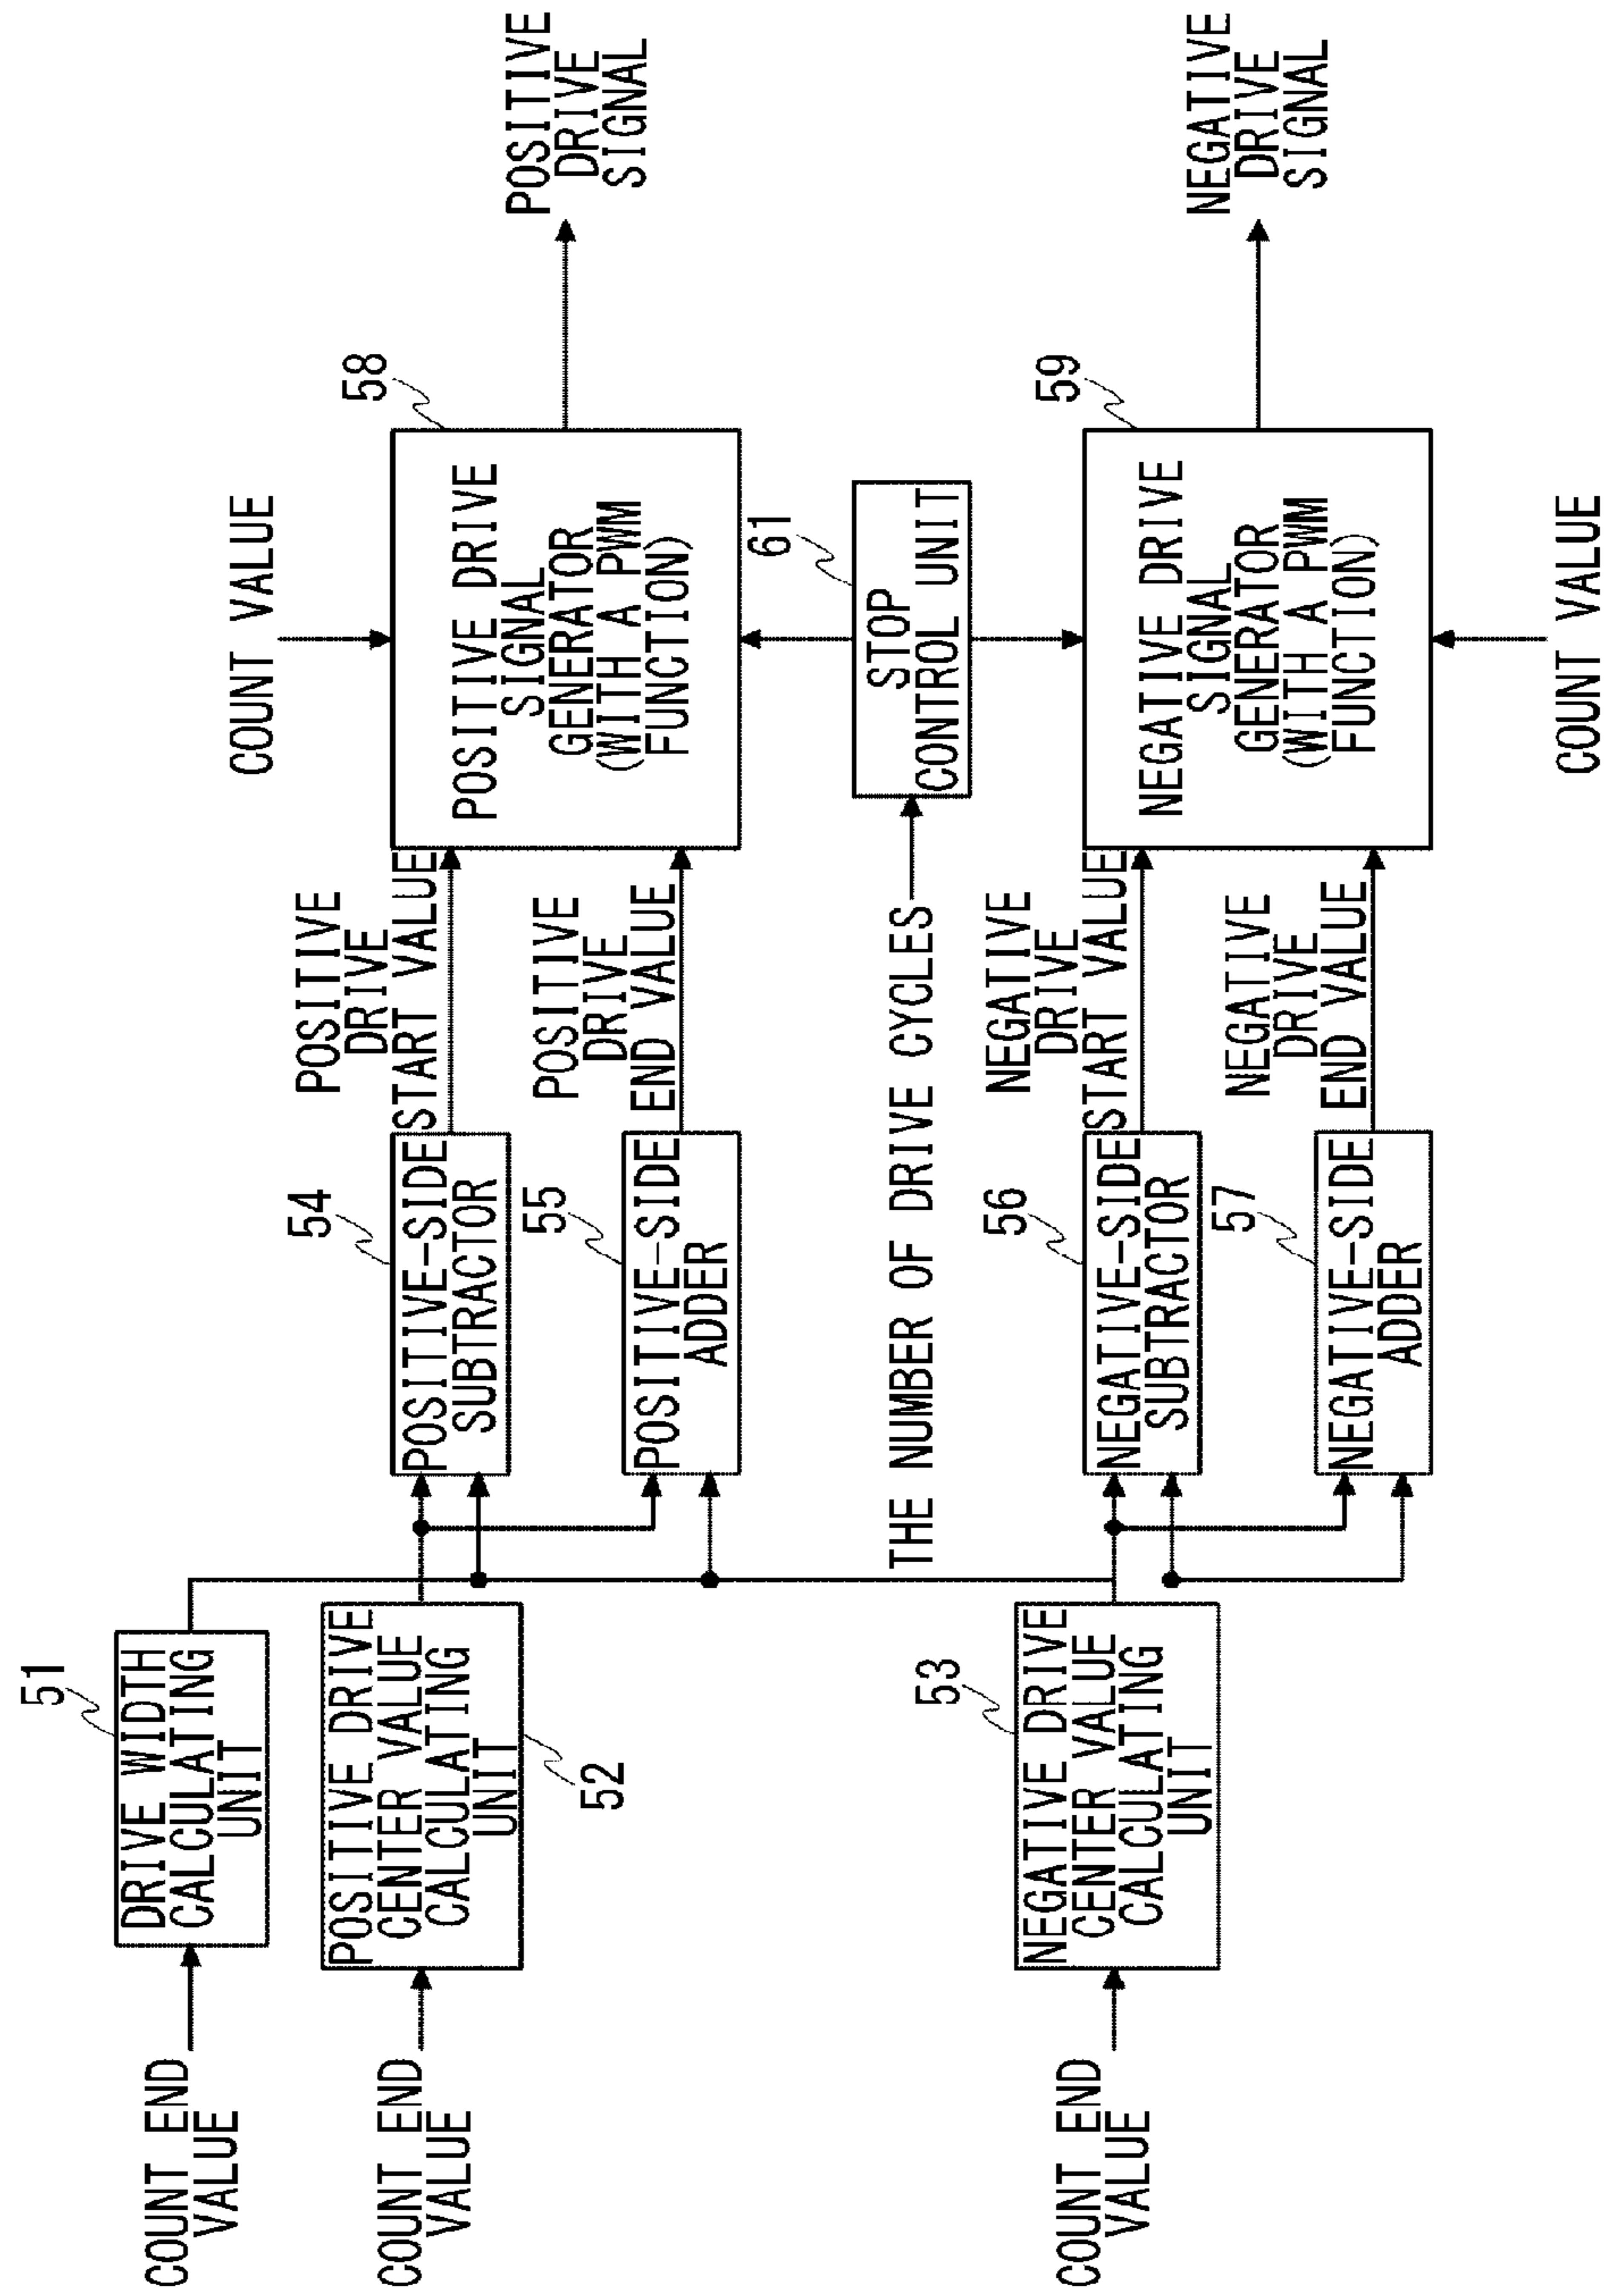 COUNT END
VALUE
51
DRIVE WIDTH
CALCULATING
UNIT
COUNT END
VALUE
POSITIVE DRIVE
CENTER VALUE
CALCULATING
UNIT
52
COUNT END
VALUE
53
NEGATIVE DRIVE
CENTER VALUE
CALCULATING
UNIT
54
POSITIVE-SIDE
SUBTRACTOR
55
POSITIVE-SIDE
ADDER
THE NUMBER OF DRIVE CYCLES
56
NEGATIVE-SIDE
SUBTRACTOR
57
NEGATIVE-SIDE
ADDER
POSITIVE
DRIVE
START VALUE
POSITIVE
DRIVE
END VALUE
NEGATIVE
DRIVE
START VALUE
NEGATIVE
DRIVE
END VALUE
COUNT VALUE
58
POSITIVE DRIVE
SIGNAL
GENERATOR
(WITH A PWM
FUNCTION)
61
STOP
CONTROL UNIT
59
NEGATIVE DRIVE
SIGNAL
GENERATOR
(WITH A PWM
FUNCTION)
COUNT VALUE
POSITIVE
DRIVE
SIGNAL
NEGATIVE
DRIVE
SIGNAL